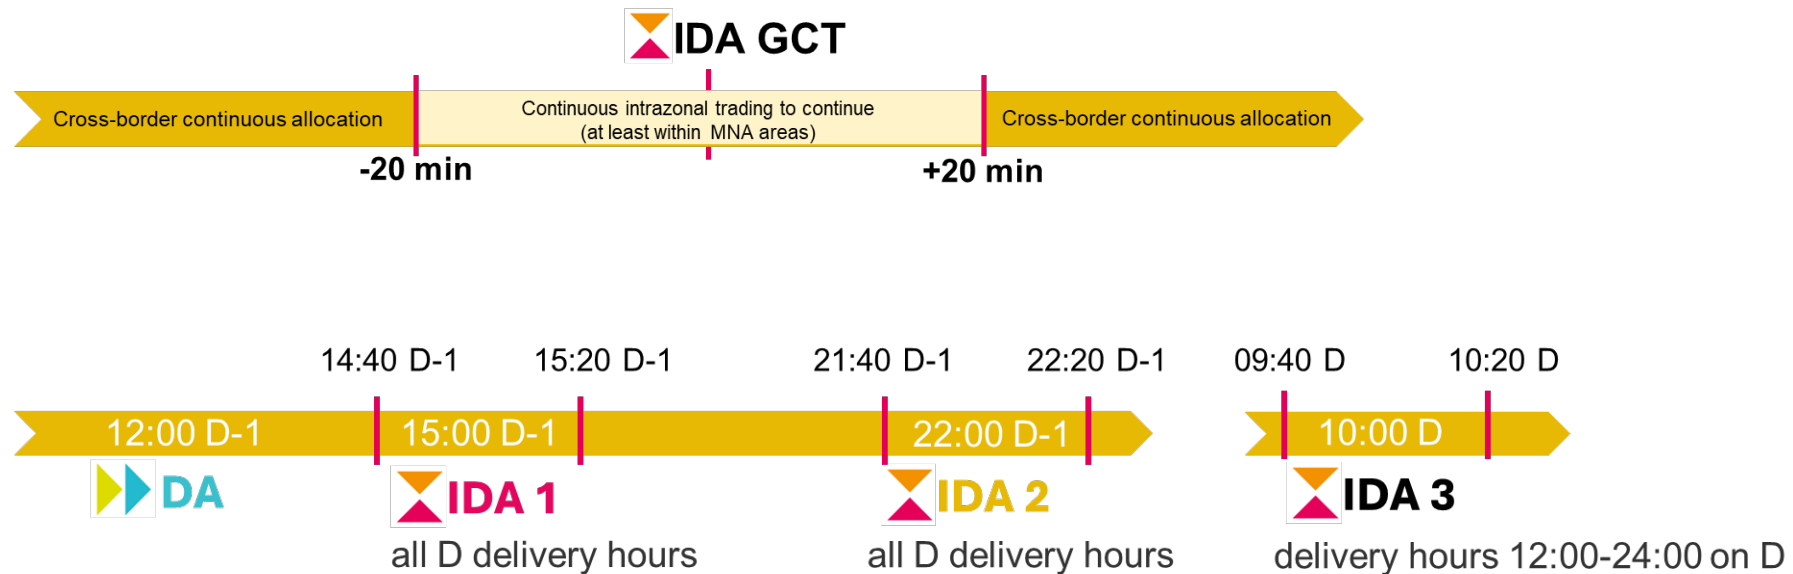 IDA GCT
Cross-border continuous allocation
Continuous intrazonal trading to continue
(at least within MNA areas)
Cross-border continuous allocation
-20 min
+20 min
14:40 D-1
15:20 D-1
21:40 D-1
22:20 D-1
09:40 D
10:20 D
12:00 D-1
15:00 D-1
22:00 D-1
10:00 D
DA
IDA 1
IDA 2
IDA 3
all D delivery hours
all D delivery hours
delivery hours 12:00-24:00 on D